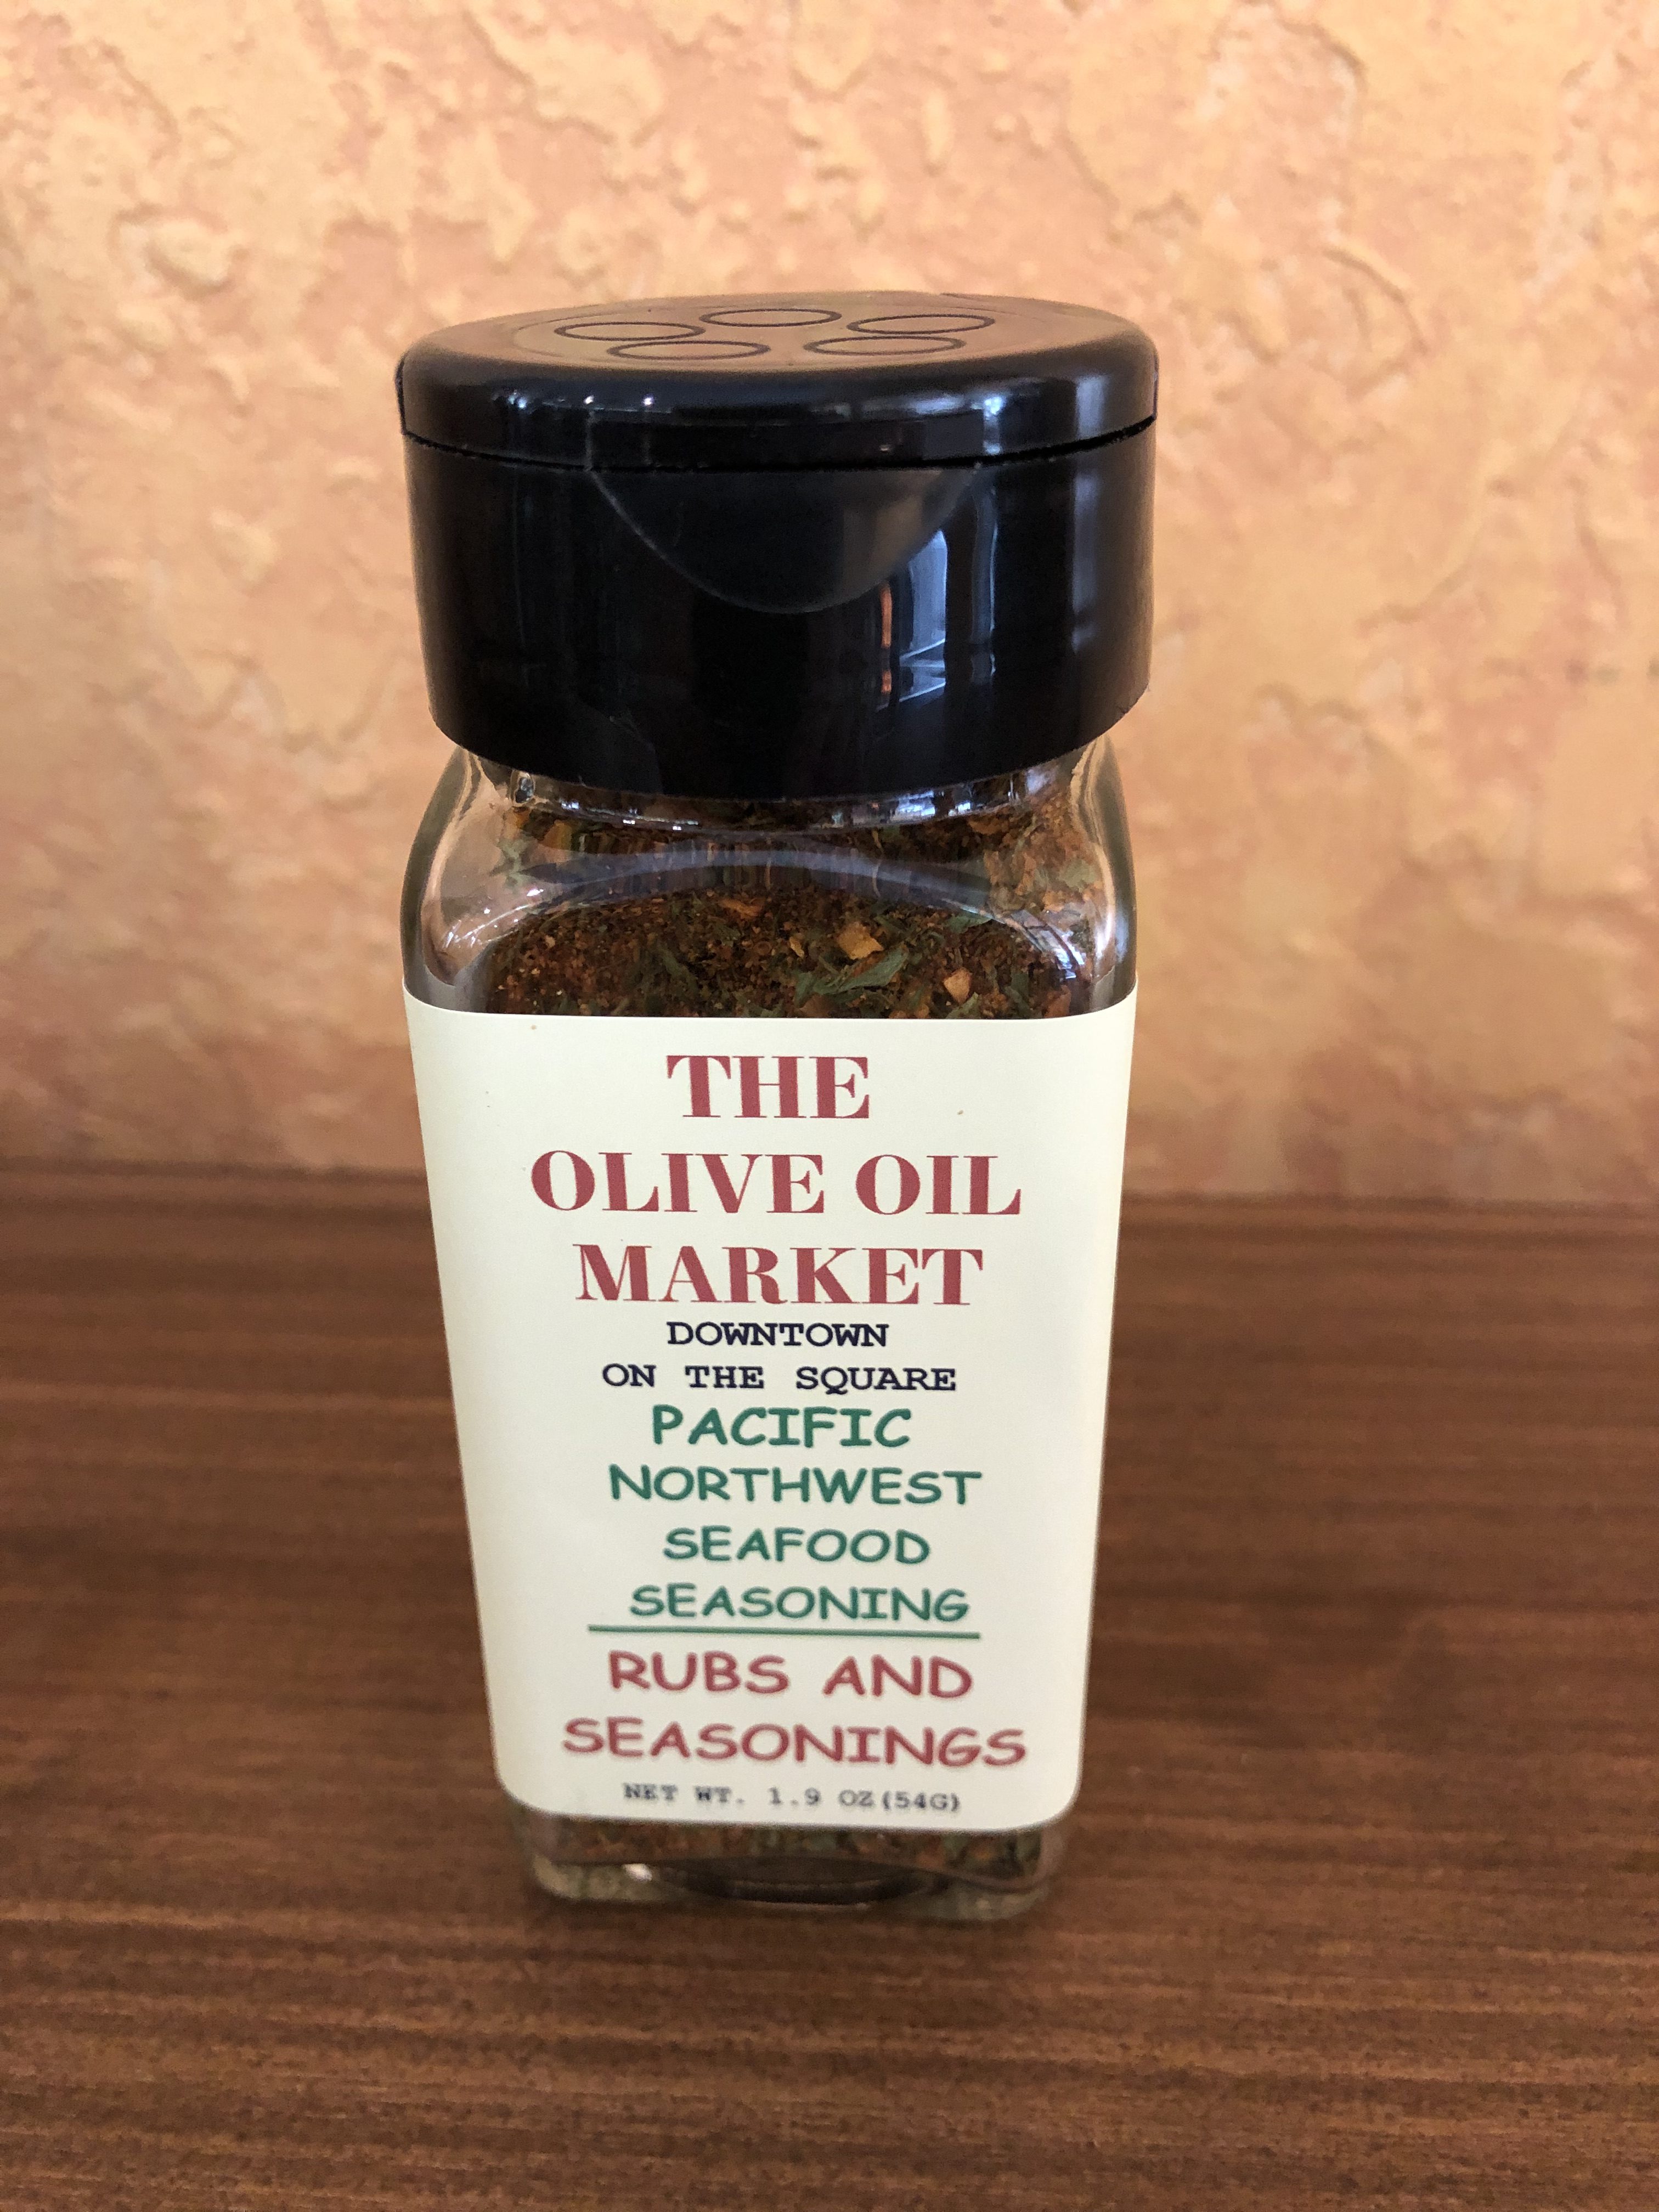 THE
OLIVE OIL
MARKET
DOWNTOWN
ON THE SQUARE
PACIFIC
NORTHWEST
SEAFOOD
SEASONING
RUBS AND
SEASONINGS
NET WT. 1.9 OZ(54G)